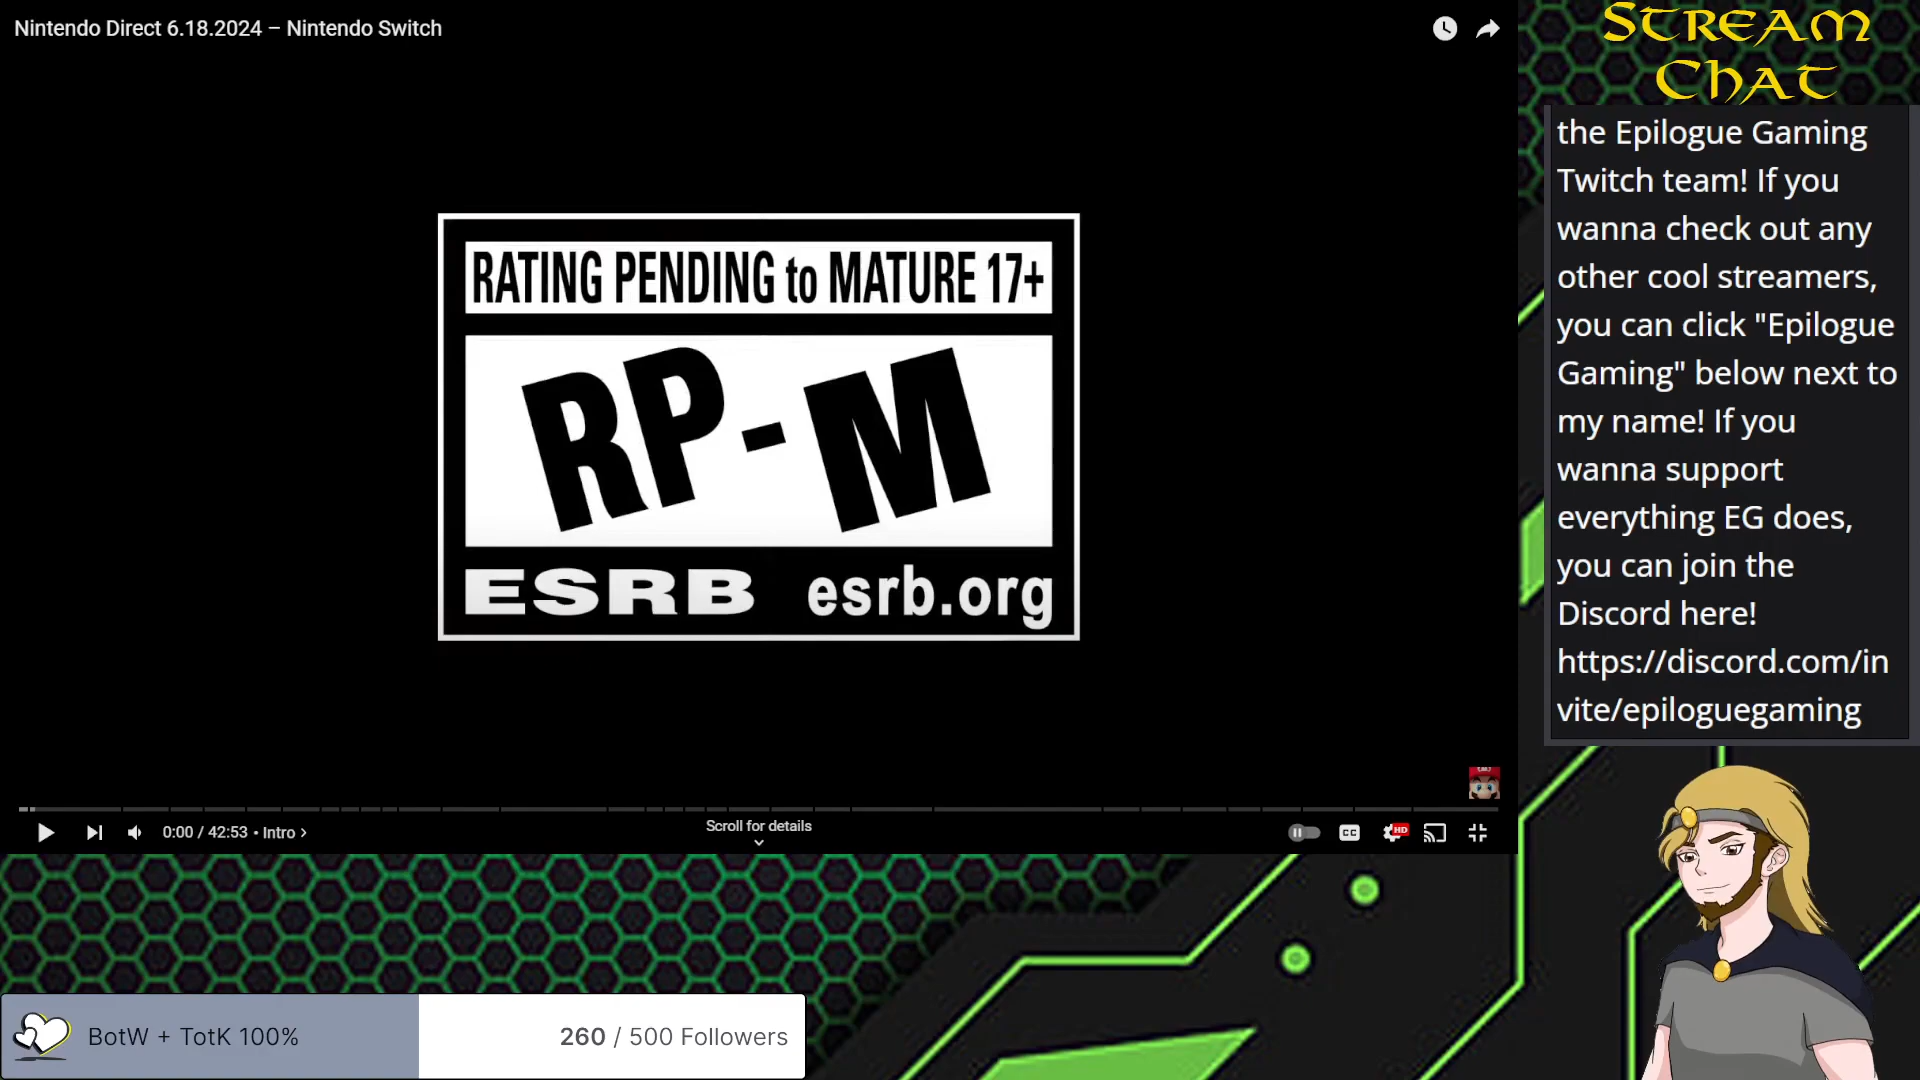 Nintendo Direct 6.18.2024 – Nintendo Switch
RATING PENDING to MATURE 17+
RP-M
ESRB esrb.org
0:00 / 42:53 • Intro
Scroll for details
CC
HD
BotW + TotK 100%
260 / 500 Followers
Stream
Chat
the Epilogue Gaming
Twitch team! If you
wanna check out any
other cool streamers,
you can click "Epilogue
Gaming" below next to
my name! If you
wanna support
everything EG does,
you can join the
Discord here!
https://discord.com/in
vite/epiloguegaming